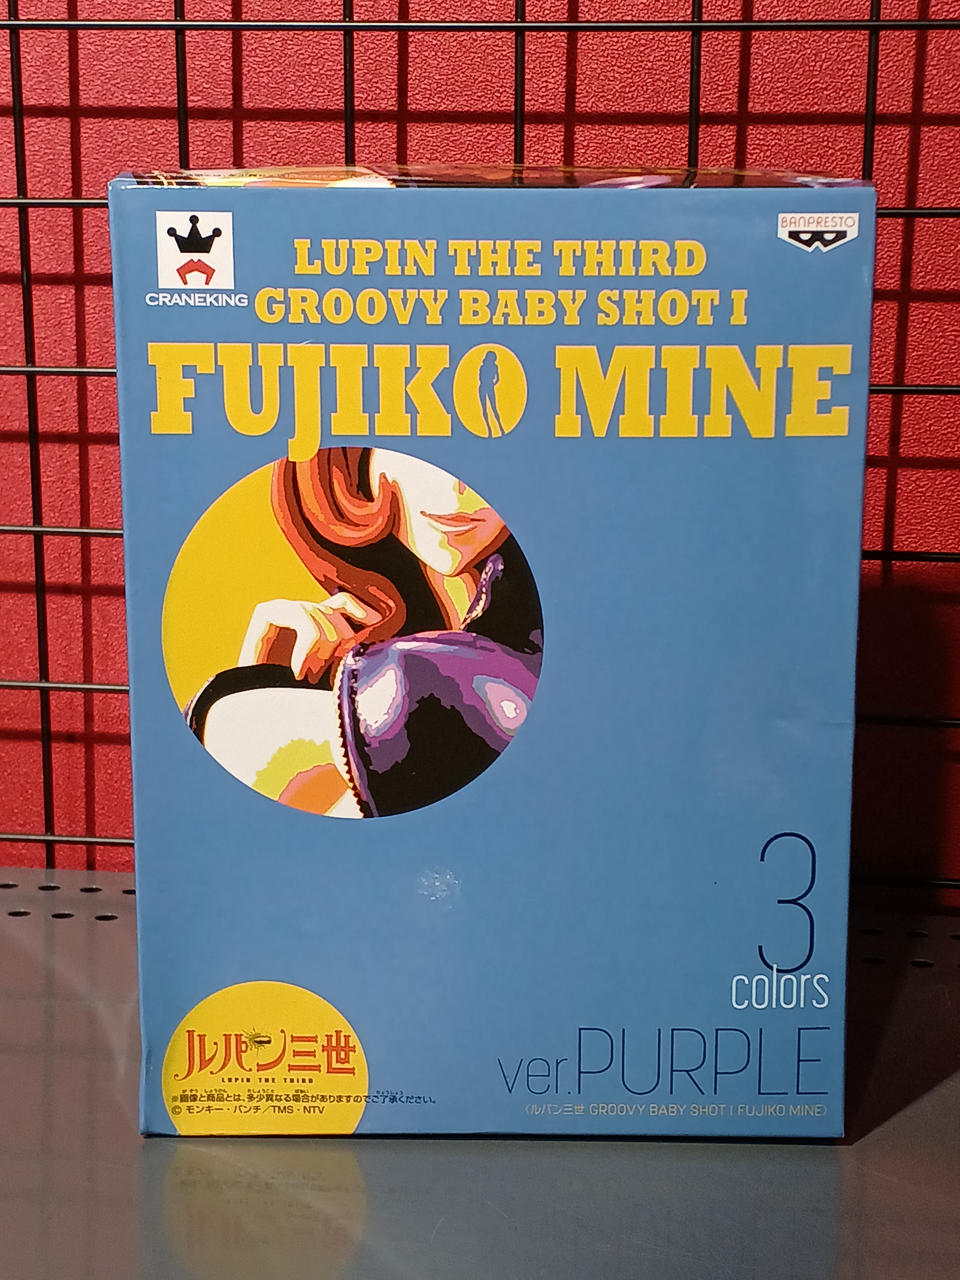 CRANEKING
BANPRESTO
LUPIN THE THIRD
GROOVY BABY SHOT I
FUJIKO MINE
3
colors
ver.PURPLE
〈ルパン三世 GROOVY BABY SHOT I FUJIKO MINE〉
ルパン三世
LUPIN THE THIRD
※画像と商品とは、多少異なる場合がありますのでご了承ください。
© モンキー・パンチ/TMS・NTV